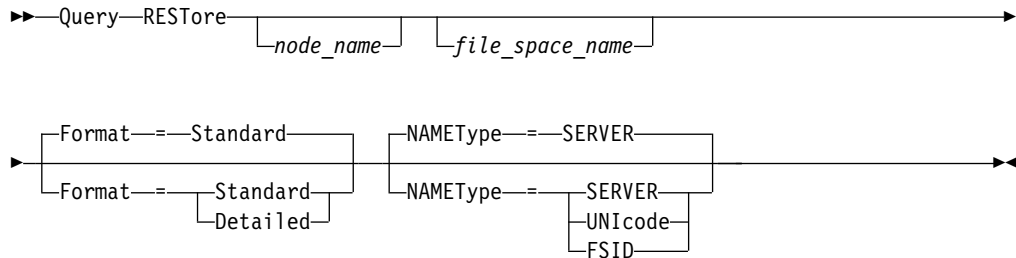 Query RESTore
node_name file_space_name
Format = Standard NAMEType = SERVER
Format = Standard NAMEType = SERVER
Detailed UNIcode
FSID